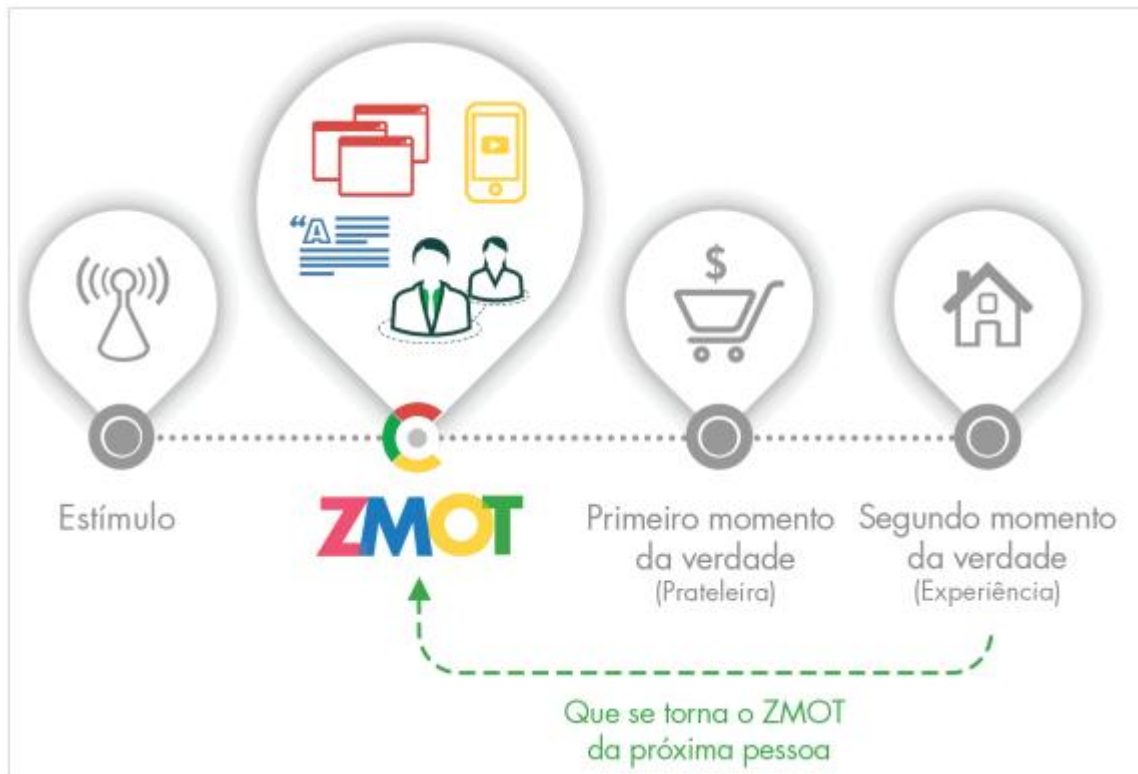 “A
$
Estímulo
ZMOT
Primeiro momento
da verdade
(Prateleira)
Segundo momento
da verdade
(Experiência)
Que se torna o ZMOT
da próxima pessoa